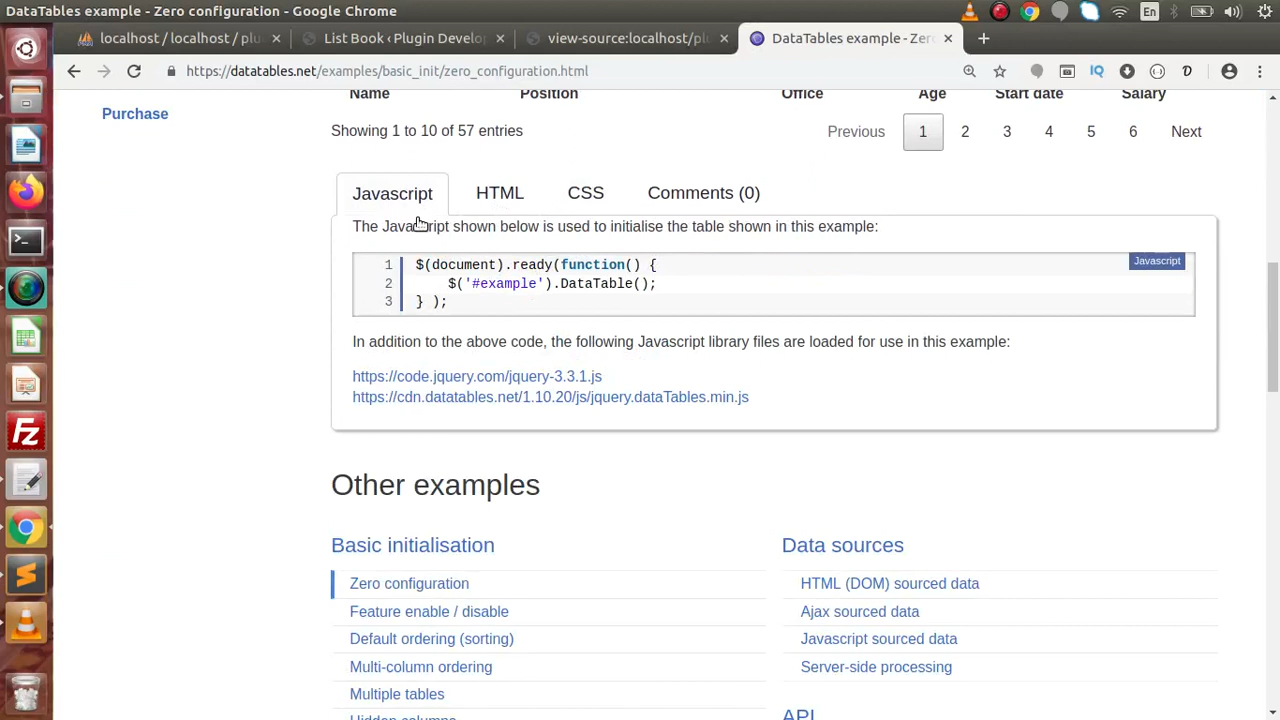 DataTables example - Zero configuration - Google Chrome
En
localhost / localhost / plu
List Book ‹ Plugin Develo
view-source:localhost/plu
DataTables example - Zero
https://datatables.net/examples/basic_init/zero_configuration.html
IQ
Name Position Office Age Start date Salary
Purchase
Showing 1 to 10 of 57 entries
Previous 1 2 3 4 5 6 Next
Javascript HTML CSS Comments (0)
The JavaScript shown below is used to initialise the table shown in this example:
Javascript
1 $(document).ready(function() {
2 $('#example').DataTable();
3 } );
In addition to the above code, the following Javascript library files are loaded for use in this example:
https://code.jquery.com/jquery-3.3.1.js
https://cdn.datatables.net/1.10.20/js/jquery.dataTables.min.js
Other examples
Basic initialisation
Zero configuration
Feature enable / disable
Default ordering (sorting)
Multi-column ordering
Multiple tables
Hidden columns
Data sources
HTML (DOM) sourced data
Ajax sourced data
Javascript sourced data
Server-side processing
API